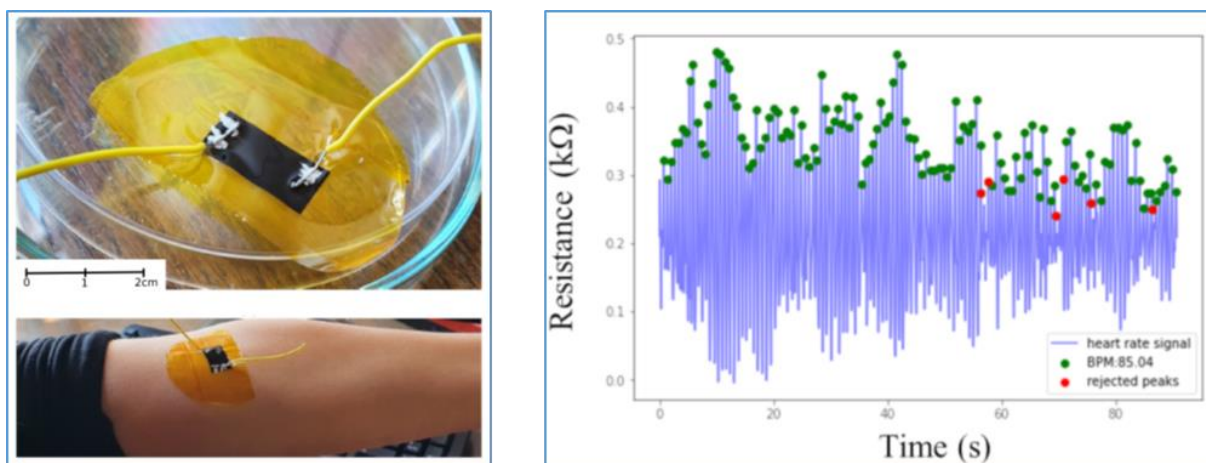 0 1 2cm
Resistance (kΩ)
0.5
0.4
0.3
0.2
0.1
0.0
0 20 40 60 80
Time (s)
heart rate signal
BPM:85.04
rejected peaks